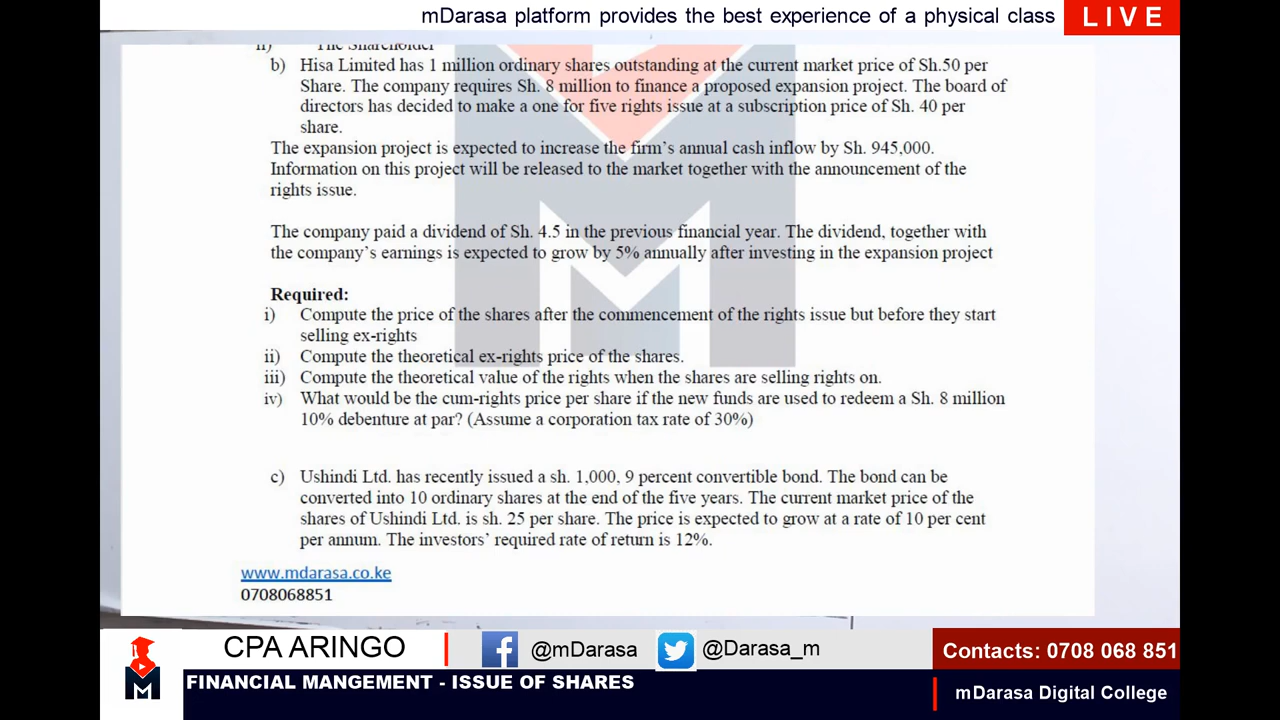 mDarasa platform provides the best experience of a physical class
LIVE
ii) The Shareholder
b) Hisa Limited has 1 million ordinary shares outstanding at the current market price of Sh.50 per
Share. The company requires Sh. 8 million to finance a proposed expansion project. The board of
directors has decided to make a one for five rights issue at a subscription price of Sh. 40 per
share.
The expansion project is expected to increase the firm's annual cash inflow by Sh. 945,000.
Information on this project will be released to the market together with the announcement of the
rights issue.
The company paid a dividend of Sh. 4.5 in the previous financial year. The dividend, together with
the company's earnings is expected to grow by 5% annually after investing in the expansion project
Required:
i) Compute the price of the shares after the commencement of the rights issue but before they start
selling ex-rights
ii) Compute the theoretical ex-rights price of the shares.
iii) Compute the theoretical value of the rights when the shares are selling rights on.
iv) What would be the cum-rights price per share if the new funds are used to redeem a Sh. 8 million
10% debenture at par? (Assume a corporation tax rate of 30%)
c) Ushindi Ltd. has recently issued a sh. 1,000, 9 percent convertible bond. The bond can be
converted into 10 ordinary shares at the end of the five years. The current market price of the
shares of Ushindi Ltd. is sh. 25 per share. The price is expected to grow at a rate of 10 per cent
per annum. The investors' required rate of return is 12%.
www.mdarasa.co.ke
0708068851
CPA ARINGO
@mDarasa
@Darasa_m
Contacts: 0708 068 851
FINANCIAL MANGEMENT - ISSUE OF SHARES
mDarasa Digital College